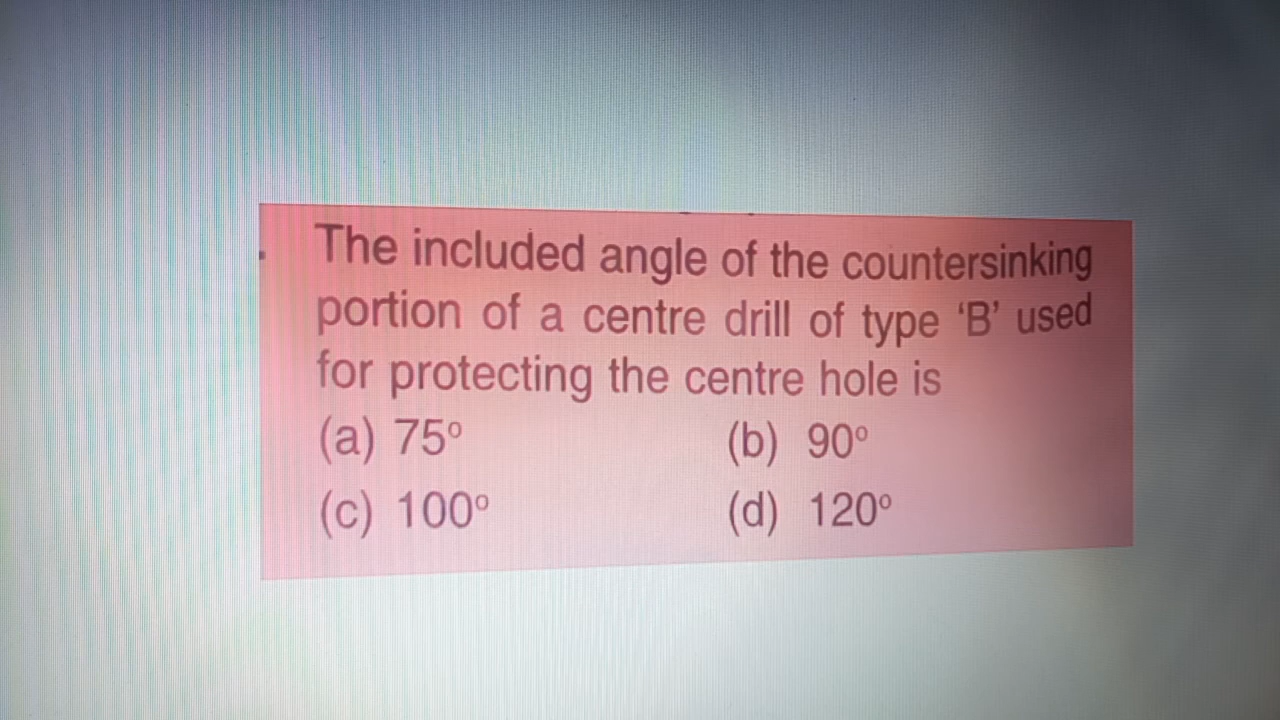 The included angle of the countersinking
portion of a centre drill of type ‘B’ used
for protecting the centre hole is
(a) 75° (b) 90°
(c) 100° (d) 120°